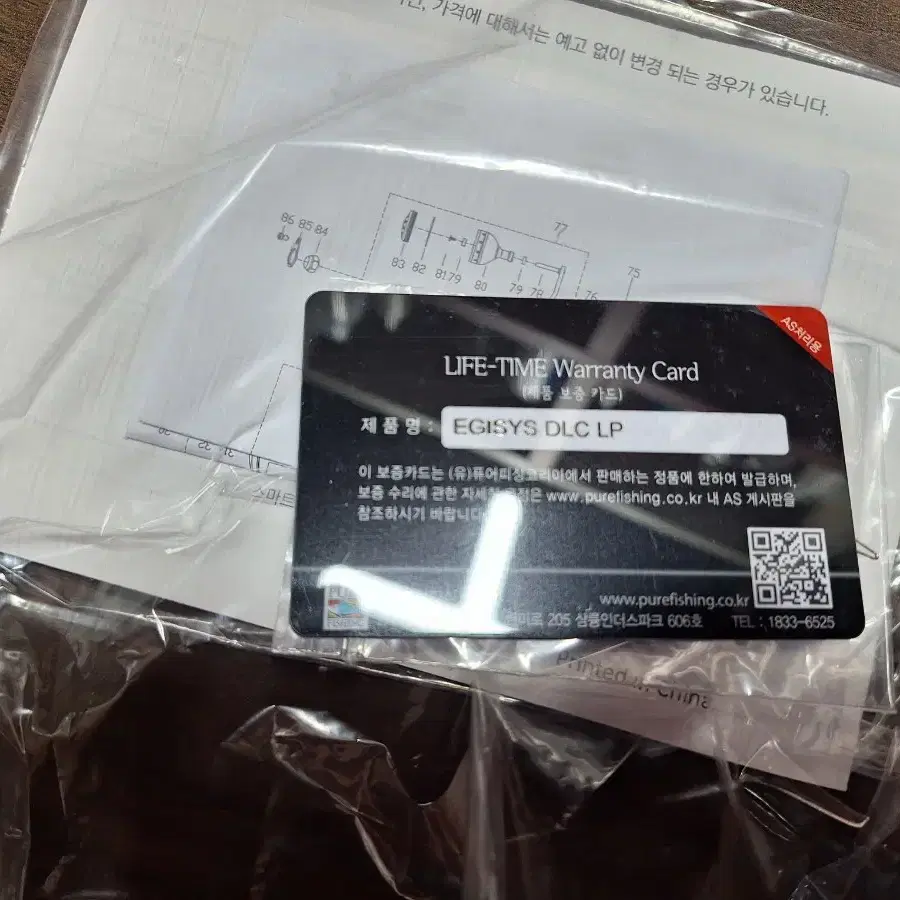 가격에 대해서는 예고 없이 변경 되는 경우가 있습니다.
86 85 84
77
83 82 81 79 80 79 78
75
76
AS처리용
LIFE-TIME Warranty Card
(제품 보증 카드)
제품명 : EGISYS DLC LP
이 보증카드는 (유)퓨어피싱코리아에서 판매하는 정품에 한하여 발급하며,
보증 수리에 관한 자세한 은 www.purefishing.co.kr 내 AS 게시판을
참조하시기 바랍니다
www.purefishing.co.kr
205 삼성인더스파크 606호 TEL : 1833-6525
32 31
스마트
Printed in China